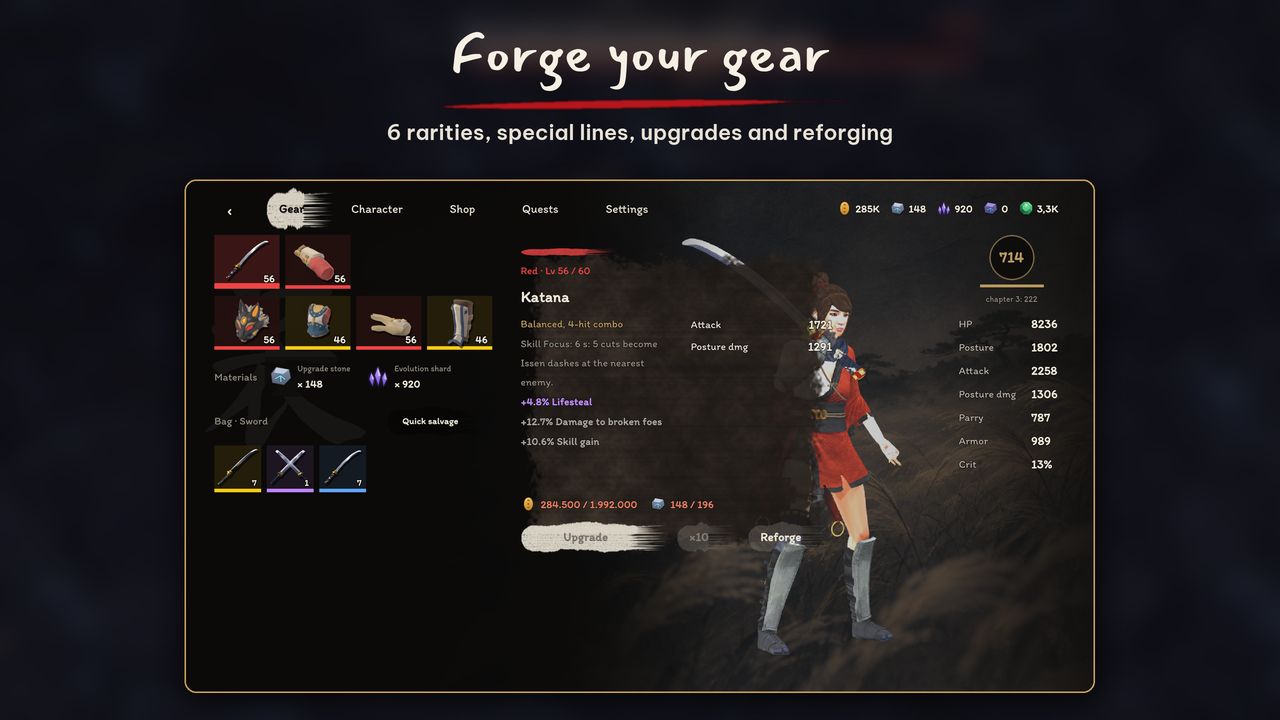 Forge your gear
6 rarities, special lines, upgrades and reforging
‹ Gear Character Shop Quests Settings 285K 148 920 0 3,3K
56 56
56 46 56 46
Materials Upgrade stone × 148 Evolution shard × 920
Bag · Sword Quick salvage
7 1 7
Red · Lv 56 / 60
Katana
Balanced, 4-hit combo
Skill Focus: 6 s: 5 cuts become
Issen dashes at the nearest
enemy.
+4.8% Lifesteal
+12.7% Damage to broken foes
+10.6% Skill gain
Attack 1721
Posture dmg 1291
284.500 / 1.992.000 148 / 196
Upgrade ×10 Reforge
714
chapter 3: 222
HP 8236
Posture 1802
Attack 2258
Posture dmg 1306
Parry 787
Armor 989
Crit 13%